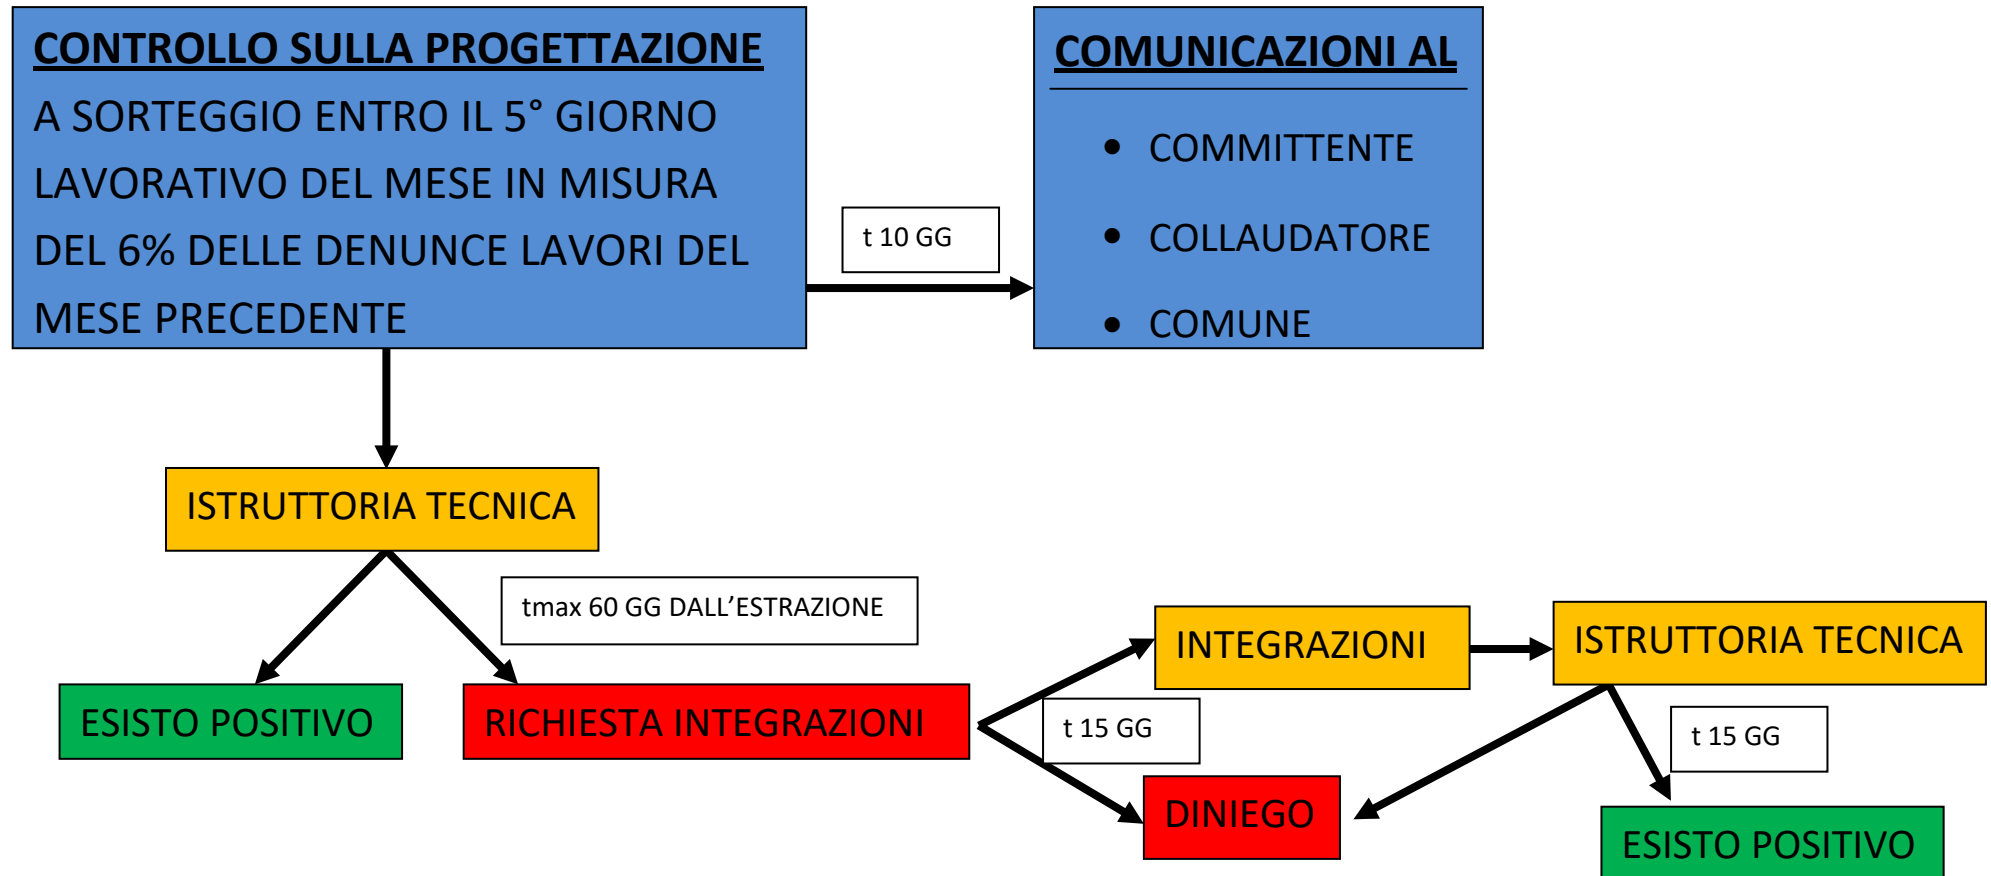 CONTROLLO SULLA PROGETTAZIONE
A SORTEGGIO ENTRO IL 5° GIORNO
LAVORATIVO DEL MESE IN MISURA
DEL 6% DELLE DENUNCE LAVORI DEL
MESE PRECEDENTE
t 10 GG
COMUNICAZIONI AL
• COMMITTENTE
• COLLAUDATORE
• COMUNE
ISTRUTTORIA TECNICA
tmax 60 GG DALL’ESTRAZIONE
ESISTO POSITIVO
RICHIESTA INTEGRAZIONI
INTEGRAZIONI
ISTRUTTORIA TECNICA
t 15 GG
t 15 GG
DINIEGO
ESISTO POSITIVO